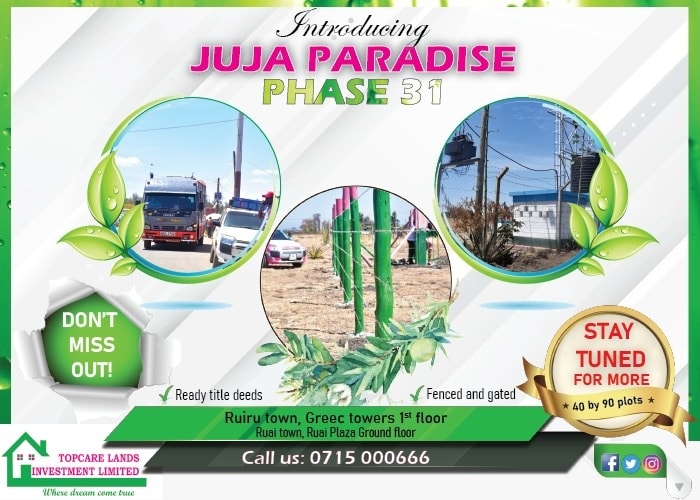 Introducing
JUJA PARADISE
PHASE 31
DON'T
MISS
OUT!
STAY
TUNED
FOR MORE
40 by 90 plots
Ready title deeds
Fenced and gated
Ruiru town, Greec towers 1st floor
Ruai town, Ruai Plaza Ground floor
Call us: 0715 000666
TOPCARE LANDS
INVESTMENT LIMITED
Where dream come true